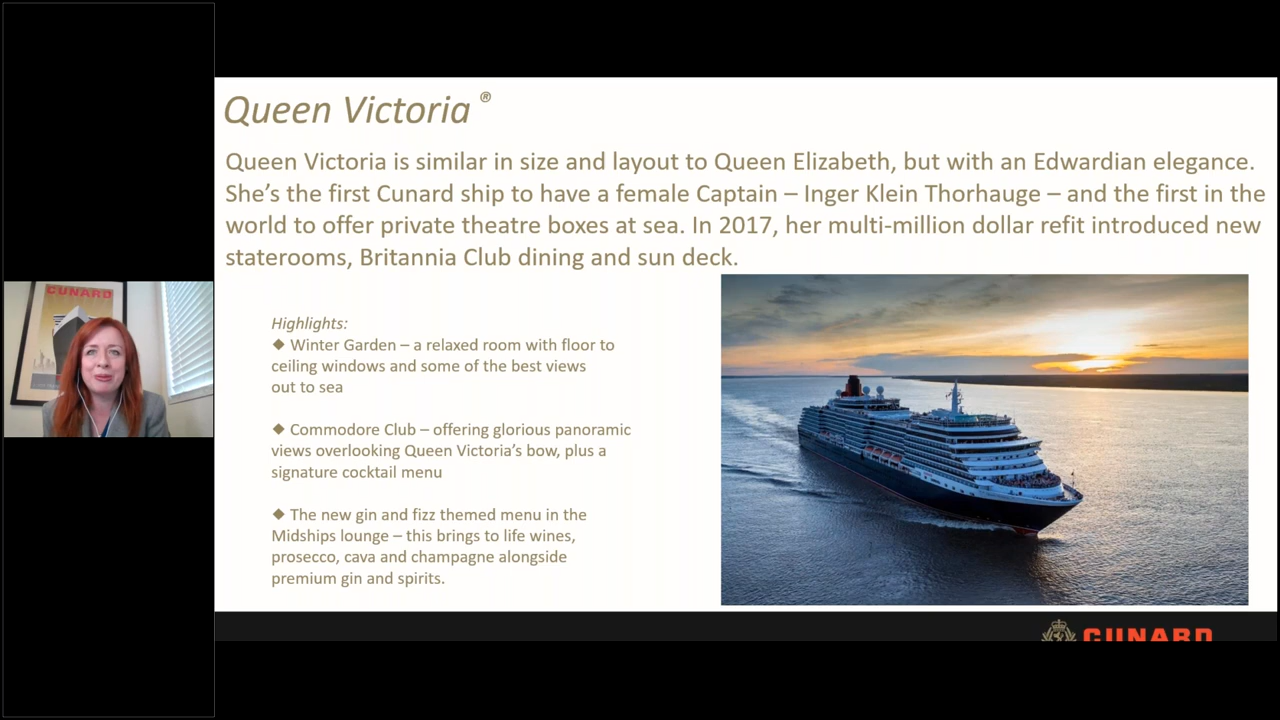 Queen Victoria ®
Queen Victoria is similar in size and layout to Queen Elizabeth, but with an Edwardian elegance.
She’s the first Cunard ship to have a female Captain – Inger Klein Thorhauge – and the first in the
world to offer private theatre boxes at sea. In 2017, her multi-million dollar refit introduced new
staterooms, Britannia Club dining and sun deck.
CUNARD
Highlights:
◆ Winter Garden – a relaxed room with floor to
ceiling windows and some of the best views
out to sea
◆ Commodore Club – offering glorious panoramic
views overlooking Queen Victoria’s bow, plus a
signature cocktail menu
◆ The new gin and fizz themed menu in the
Midships lounge – this brings to life wines,
prosecco, cava and champagne alongside
premium gin and spirits.
CUNARD